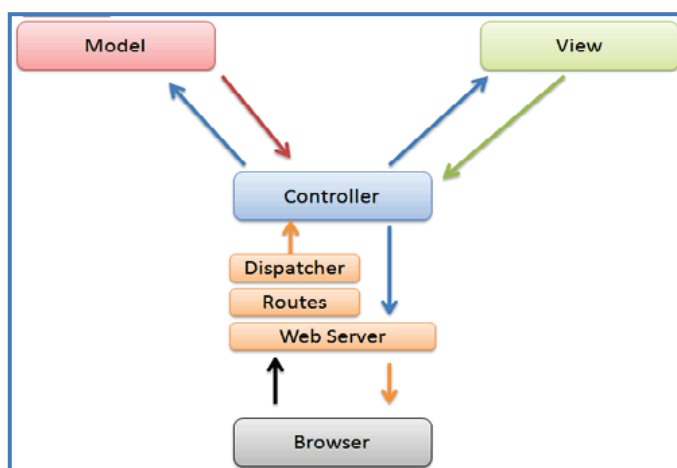 Model
View
Controller
Dispatcher
Routes
Web Server
Browser